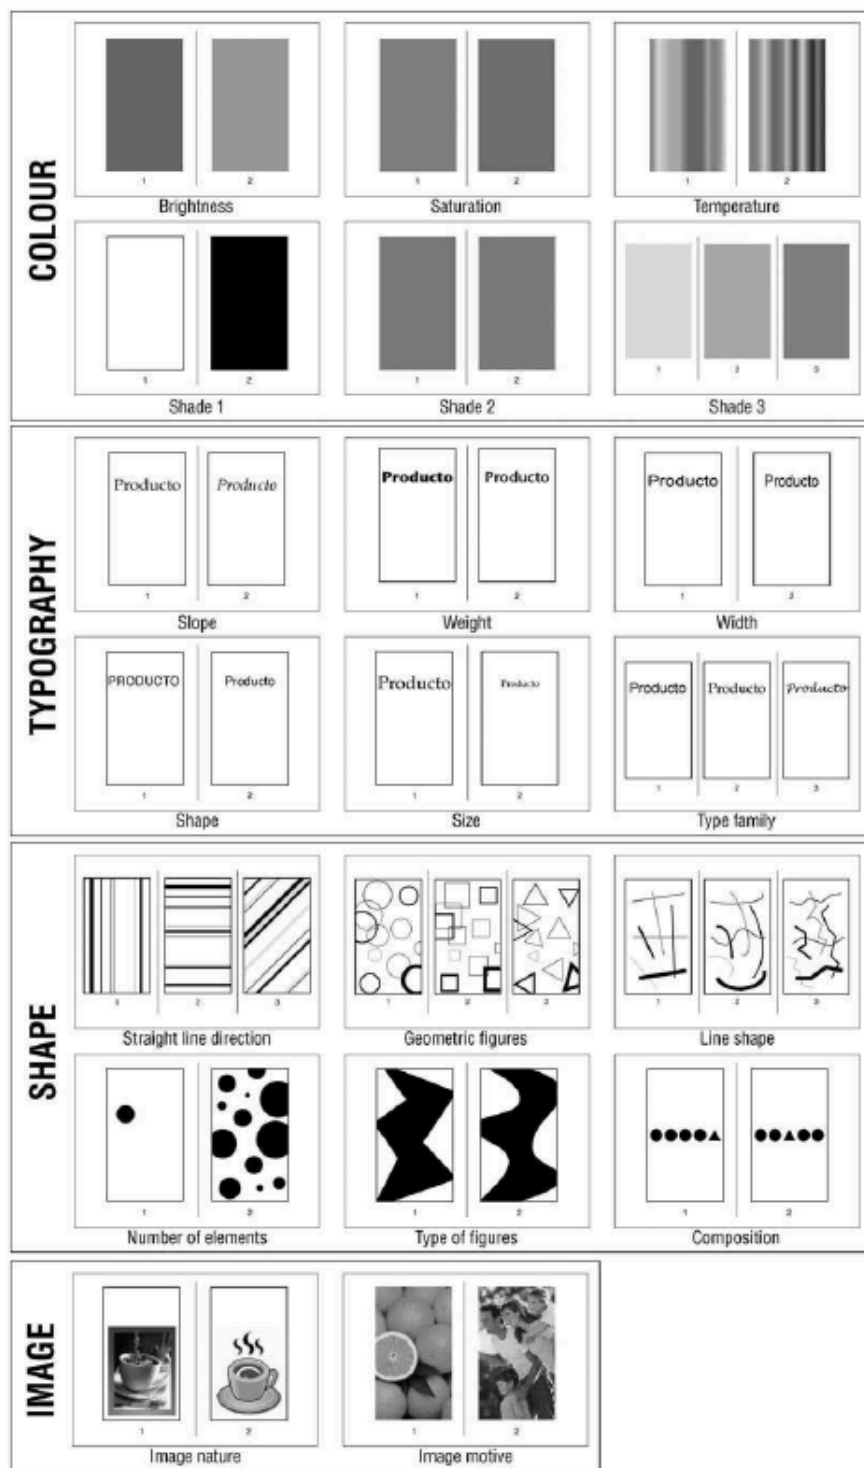 COLOUR
1 2
Brightness
1 2
Saturation
1 2
Temperature
1 2
Shade 1
1 2
Shade 2
1 2 3
Shade 3
TYPOGRAPHY
Producto Producto
1 2
Slope
Producto Producto
1 2
Weight
Producto Producto
1 2
Width
PRODUCTO Producto
1 2
Shape
Producto Producto
1 2
Size
Producto Producto Producto
1 2 3
Type family
SHAPE
1 2 3
Straight line direction
1 2 3
Geometric figures
1 2 3
Line shape
1 2
Number of elements
1 2
Type of figures
1 2
Composition
IMAGE
1 2
Image nature
1 2
Image motive